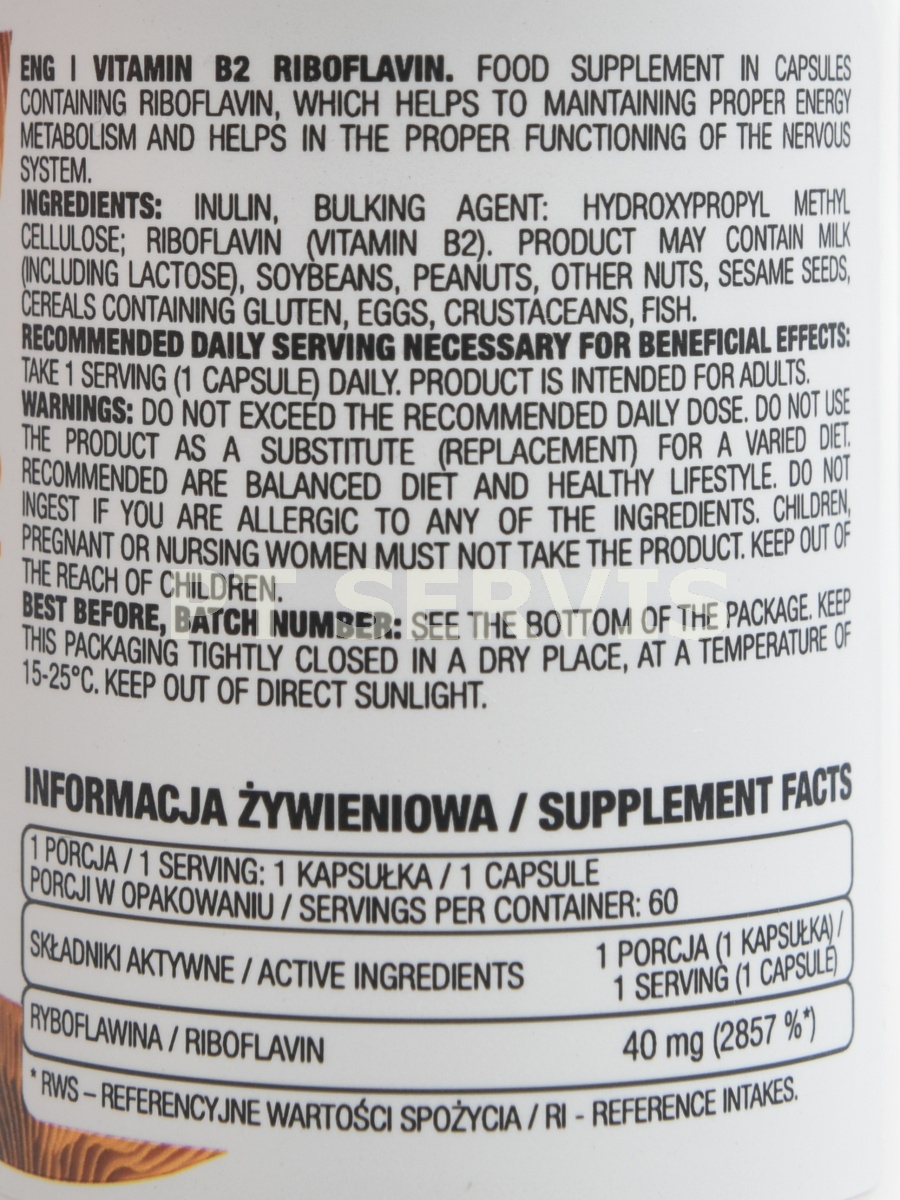 ENG | VITAMIN B2 RIBOFLAVIN. FOOD SUPPLEMENT IN CAPSULES
CONTAINING RIBOFLAVIN, WHICH HELPS TO MAINTAINING PROPER ENERGY
METABOLISM AND HELPS IN THE PROPER FUNCTIONING OF THE NERVOUS
SYSTEM.
INGREDIENTS: INULIN, BULKING AGENT: HYDROXYPROPYL METHYL
CELLULOSE; RIBOFLAVIN (VITAMIN B2). PRODUCT MAY CONTAIN MILK
(INCLUDING LACTOSE), SOYBEANS, PEANUTS, OTHER NUTS, SESAME SEEDS,
CEREALS CONTAINING GLUTEN, EGGS, CRUSTACEANS, FISH.
RECOMMENDED DAILY SERVING NECESSARY FOR BENEFICIAL EFFECTS:
TAKE 1 SERVING (1 CAPSULE) DAILY. PRODUCT IS INTENDED FOR ADULTS.
WARNINGS: DO NOT EXCEED THE RECOMMENDED DAILY DOSE. DO NOT USE
THE PRODUCT AS A SUBSTITUTE (REPLACEMENT) FOR A VARIED DIET.
RECOMMENDED ARE BALANCED DIET AND HEALTHY LIFESTYLE. DO NOT
INGEST IF YOU ARE ALLERGIC TO ANY OF THE INGREDIENTS. CHILDREN,
PREGNANT OR NURSING WOMEN MUST NOT TAKE THE PRODUCT. KEEP OUT OF
THE REACH OF CHILDREN.
PT SERVIS
BEST BEFORE, BATCH NUMBER: SEE THE BOTTOM OF THE PACKAGE. KEEP
THIS PACKAGING TIGHTLY CLOSED IN A DRY PLACE, AT A TEMPERATURE OF
15-25°C. KEEP OUT OF DIRECT SUNLIGHT.
INFORMACJA ŻYWIENIOWA / SUPPLEMENT FACTS
1 PORCJA / 1 SERVING: 1 KAPSUŁKA / 1 CAPSULE
PORCJI W OPAKOWANIU / SERVINGS PER CONTAINER: 60
SKŁADNIKI AKTYWNE / ACTIVE INGREDIENTS
1 PORCJA (1 KAPSUŁKA) /
1 SERVING (1 CAPSULE)
RYBOFLAWINA / RIBOFLAVIN
40 mg (2857 %*)
* RWS – REFERENCYJNE WARTOŚCI SPOŻYCIA / RI - REFERENCE INTAKES.